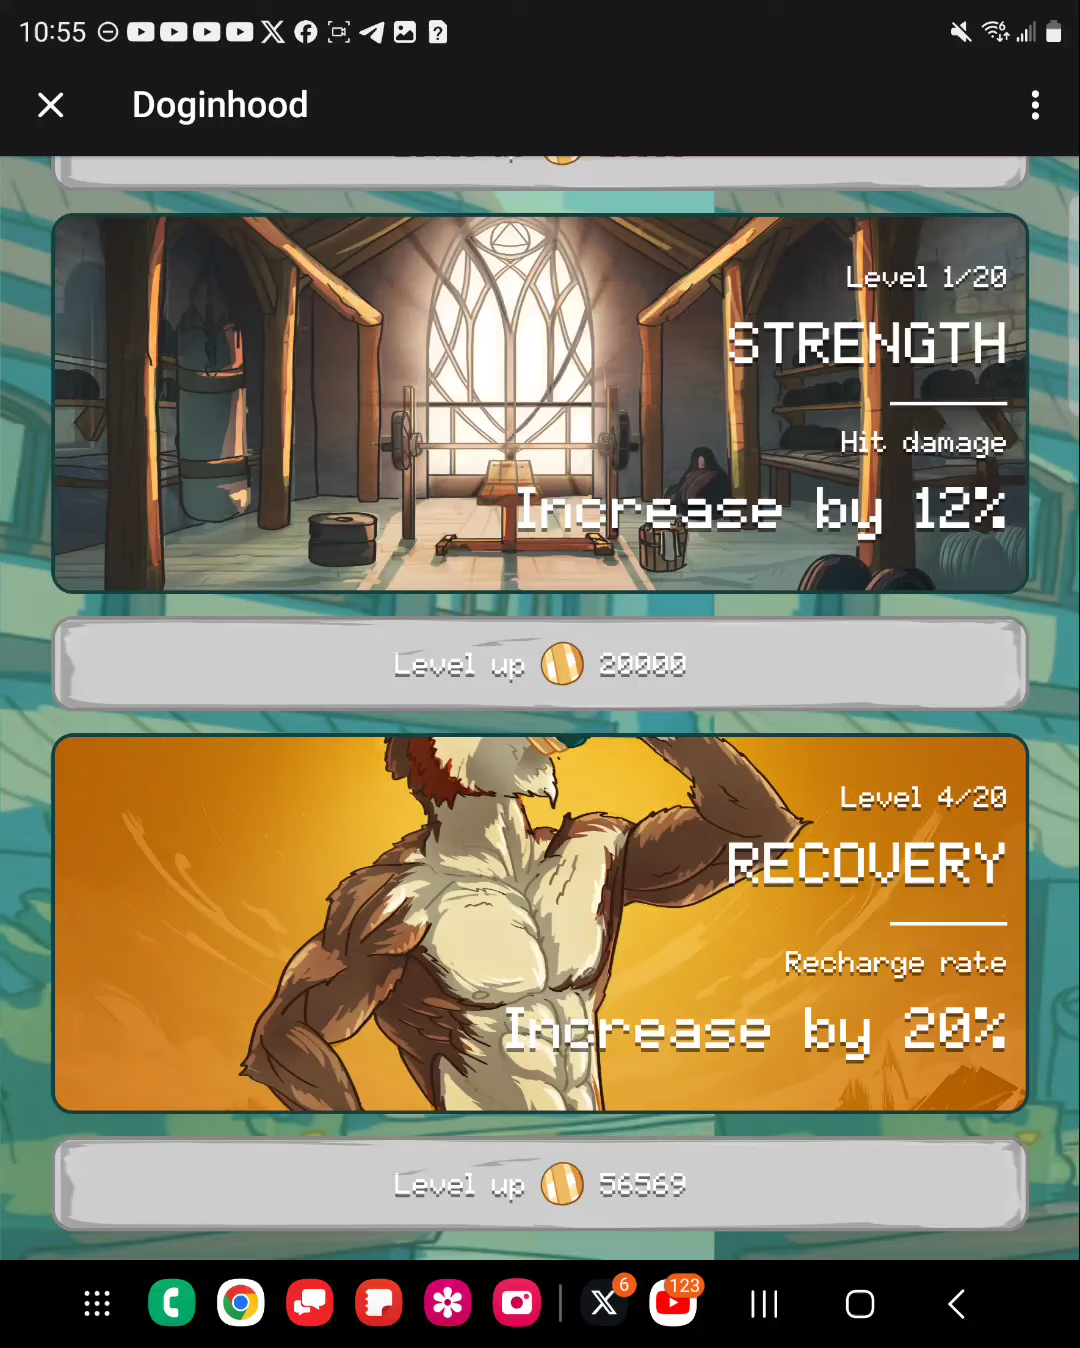 10:55
Doginhood
Level 1/20
STRENGTH
Hit damage
Increase by 12%
Level up 20000
Level 4/20
RECOVERY
Recharge rate
Increase by 20%
Level up 56569
6
123